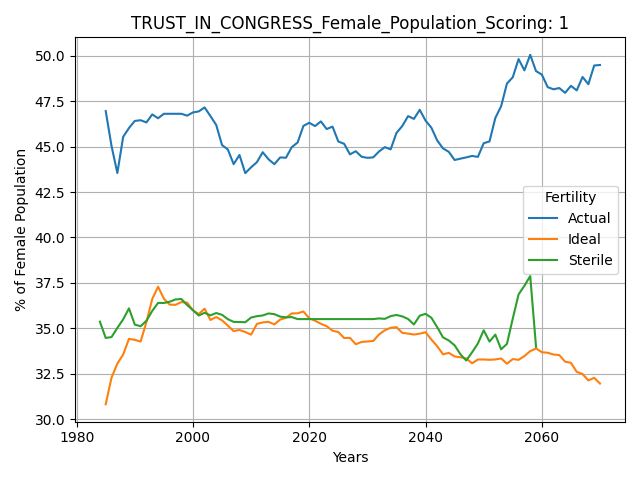 TRUST_IN_CONGRESS_Female_Population_Scoring: 1
% of Female Population
50.0
47.5
45.0
42.5
40.0
37.5
35.0
32.5
30.0
Fertility
Actual
Ideal
Sterile
1980
2000
2020
2040
2060
Years